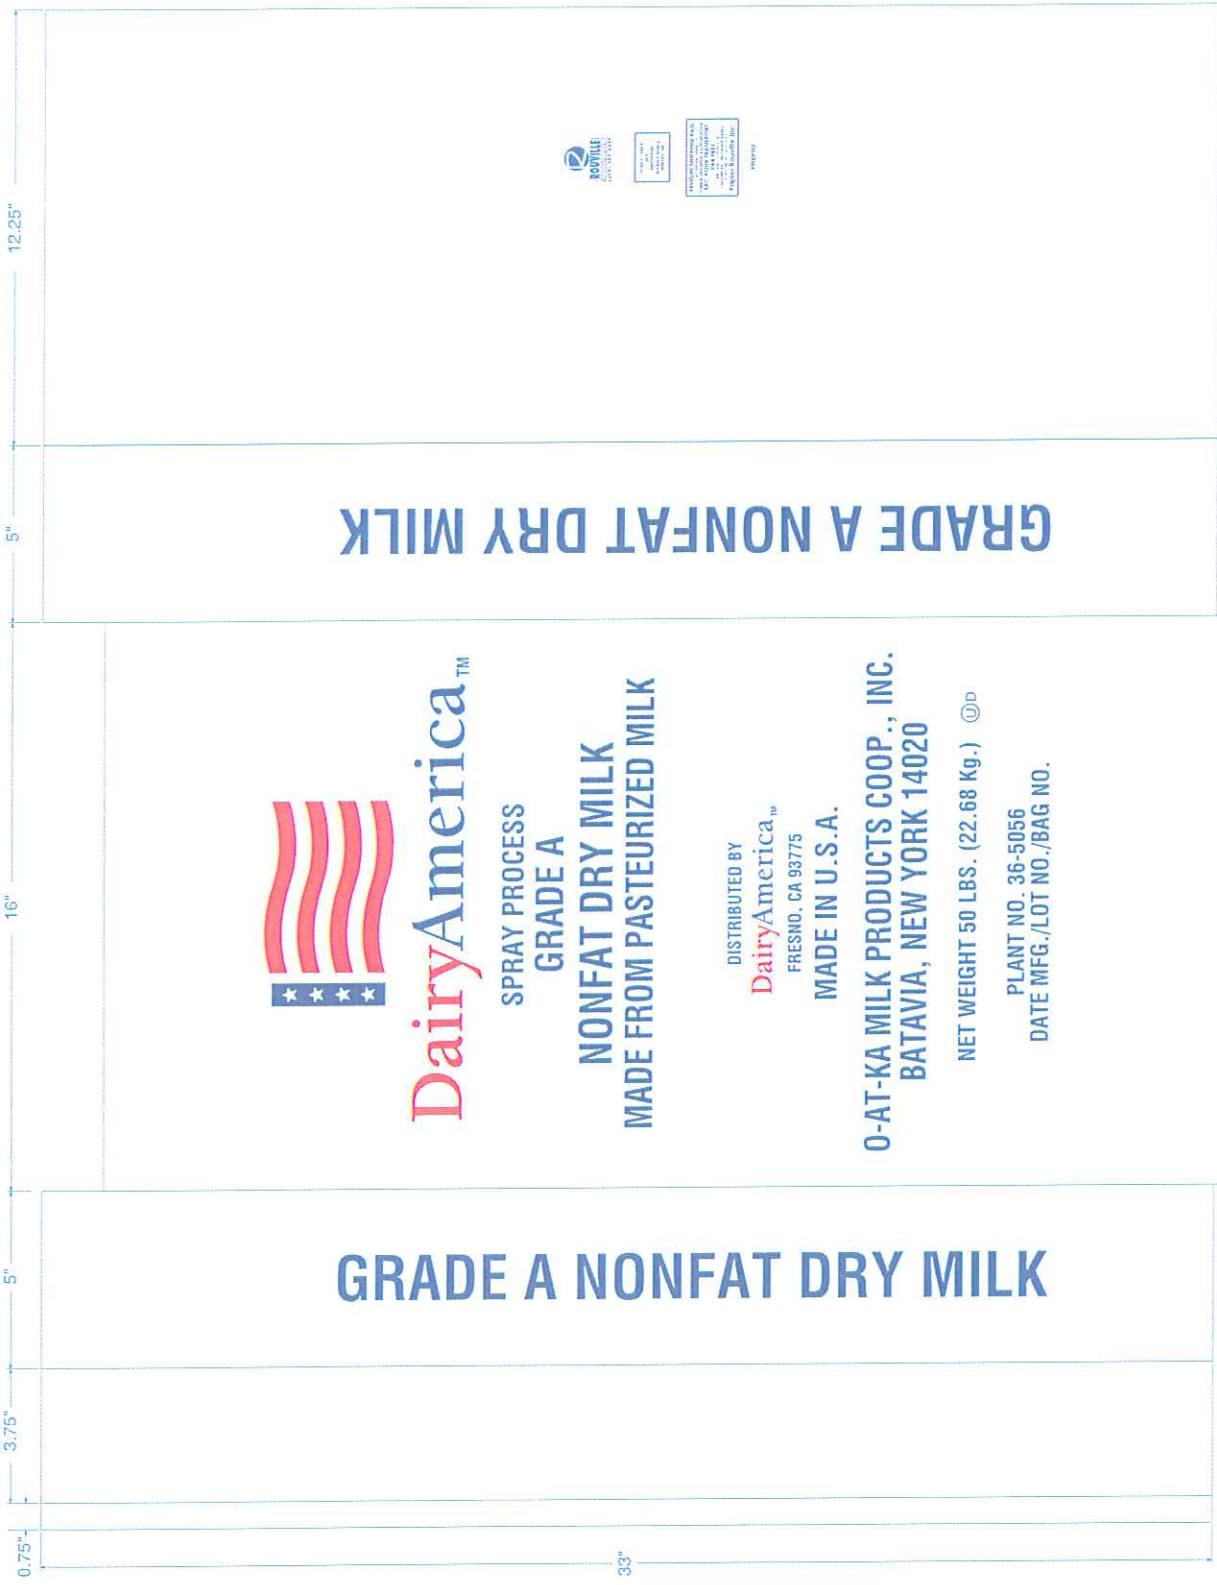 12.25"
5"
16"
5"
3.75"
0.75"
33"
ROUVILLE
Papier Rouville Inc.
GRADE A NONFAT DRY MILK
DairyAmerica™
SPRAY PROCESS
GRADE A
NONFAT DRY MILK
MADE FROM PASTEURIZED MILK
DISTRIBUTED BY
DairyAmerica™
FRESNO, CA 93775
MADE IN U.S.A.
O-AT-KA MILK PRODUCTS COOP., INC.
BATAVIA, NEW YORK 14020
NET WEIGHT 50 LBS. (22.68 Kg.) Ⓤ D
PLANT NO. 36-5056
DATE MFG./LOT NO./BAG NO.
GRADE A NONFAT DRY MILK